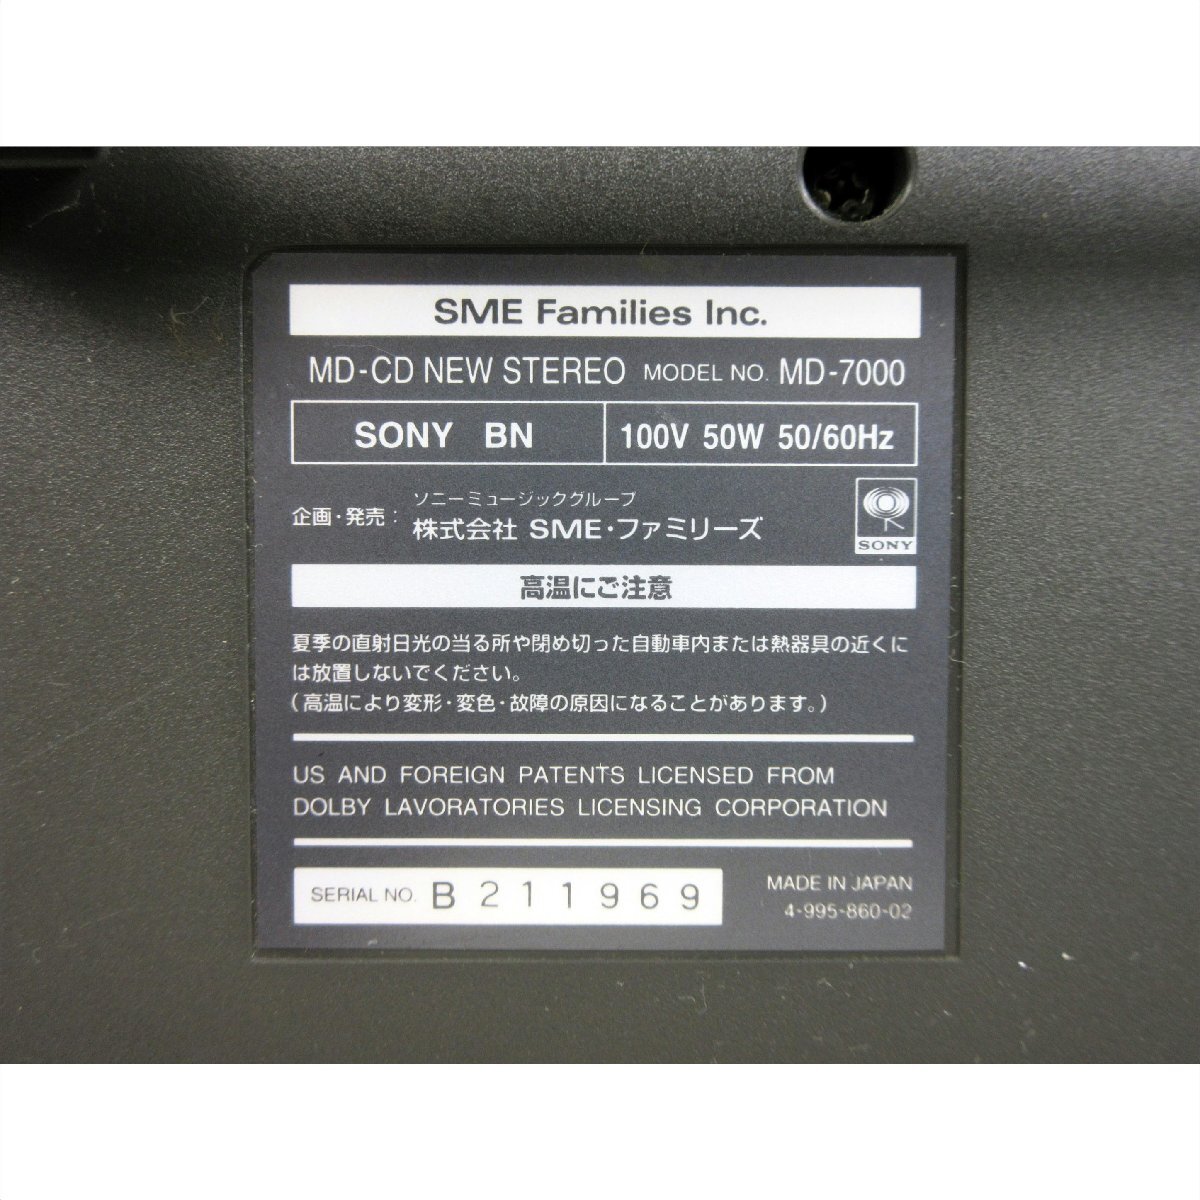 SME Families Inc.
MD-CD NEW STEREO MODEL NO. MD-7000
SONY BN 100V 50W 50/60Hz
ソニーミュージックグループ
企画・発売: 株式会社 SME・ファミリーズ
SONY
高温にご注意
夏季の直射日光の当る所や閉め切った自動車内または熱器具の近くに
は放置しないでください。
(高温により変形・変色・故障の原因になることがあります。)
US AND FOREIGN PATENTS LICENSED FROM
DOLBY LAVORATORIES LICENSING CORPORATION
SERIAL NO. B211969
MADE IN JAPAN
4-995-860-02